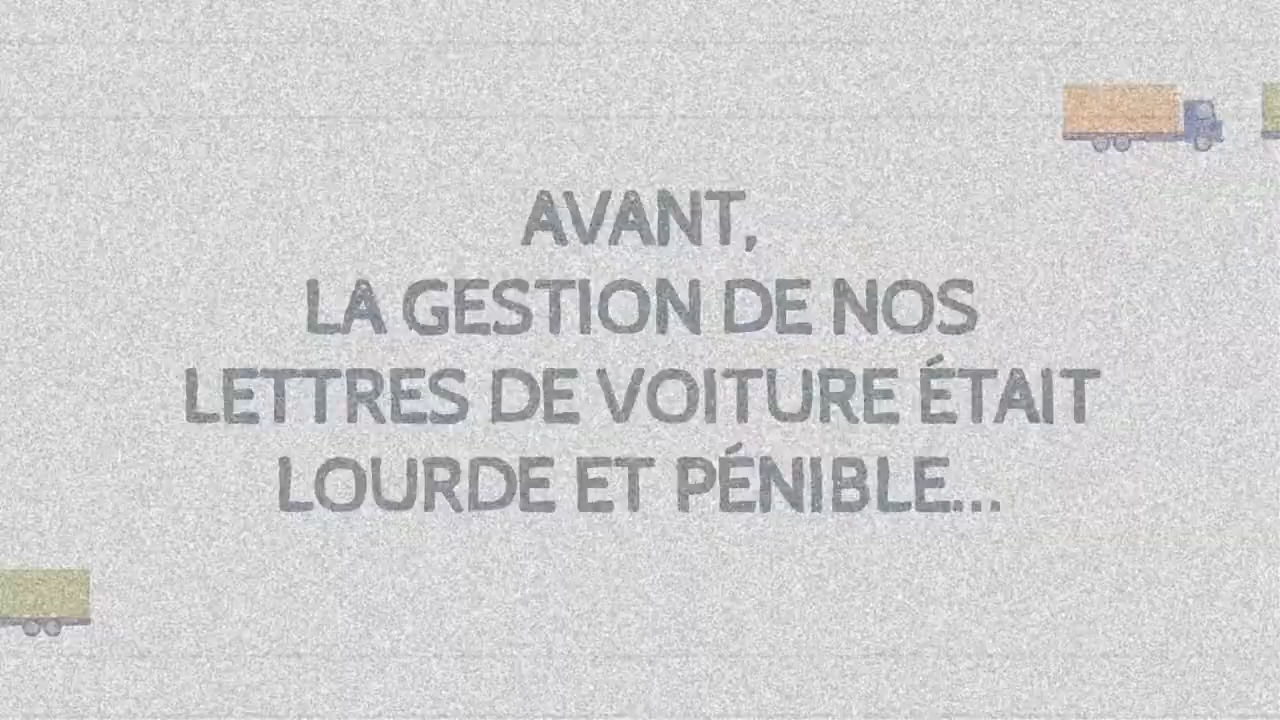 AVANT,
LA GESTION DE NOS
LETTRES DE VOITURE ÉTAIT
LOURDE ET PÉNIBLE...